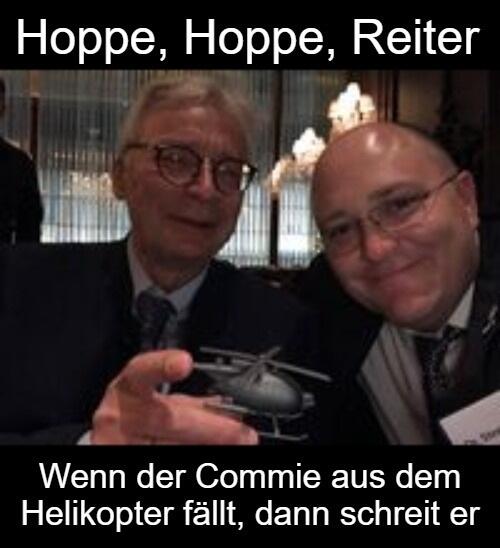 Hoppe, Hoppe, Reiter
Wenn der Commie aus dem
Helikopter fällt, dann schreit er